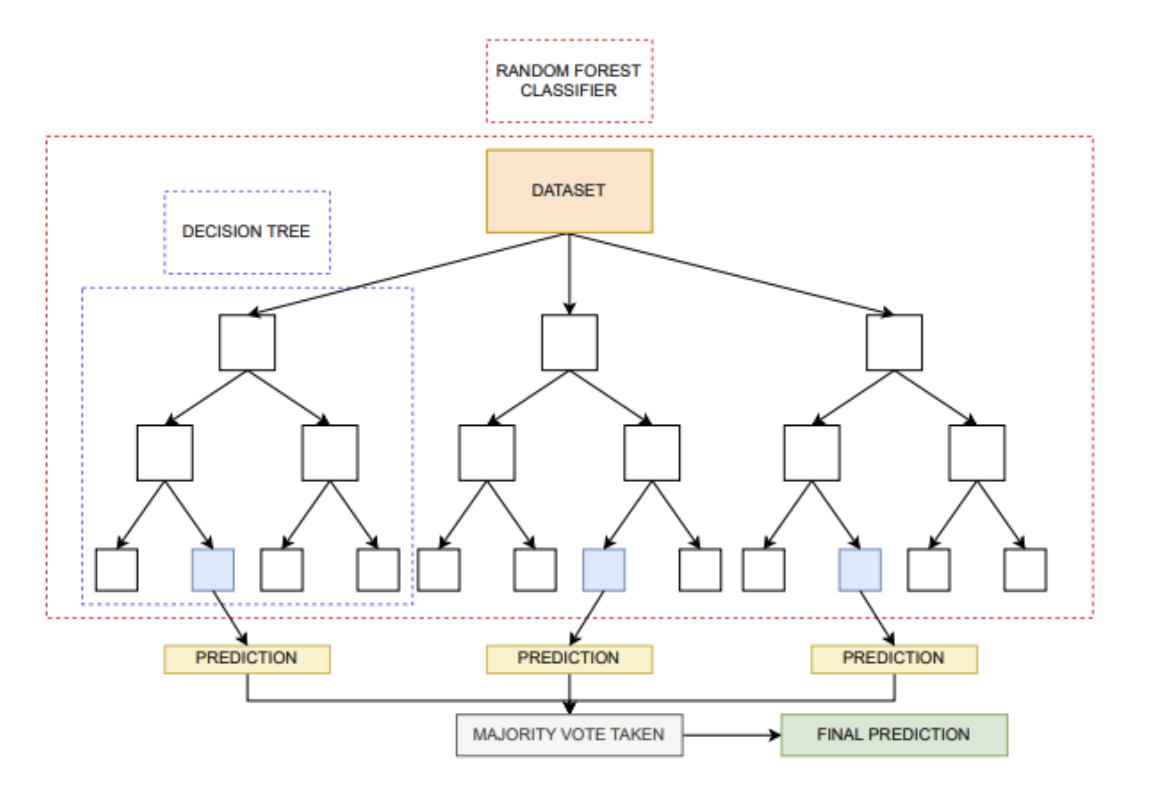 RANDOM FOREST
CLASSIFIER
DATASET
DECISION TREE
PREDICTION
PREDICTION
PREDICTION
MAJORITY VOTE TAKEN
FINAL PREDICTION